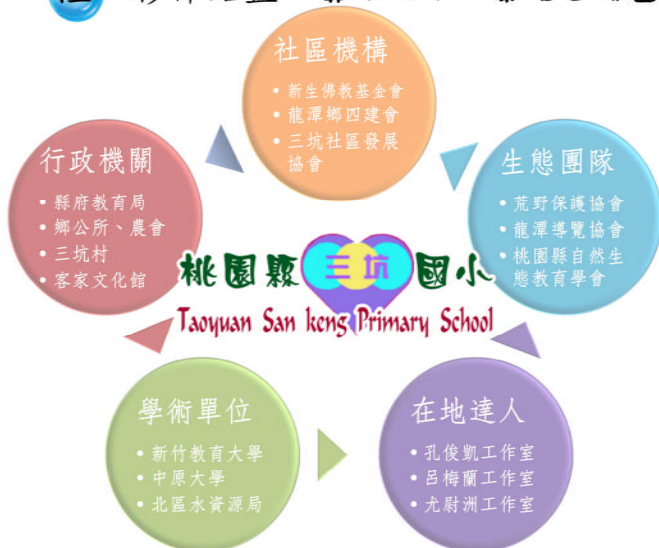 社區機構
• 新生佛教基金會
• 龍潭鄉四建會
• 三坑社區發展
協會
行政機關
• 縣府教育局
• 鄉公所、農會
• 三坑村
• 客家文化館
生態團隊
• 荒野保護協會
• 龍潭導覽協會
• 桃園縣自然生
態教育學會
桃園縣三坑國小
Taoyuan San keng Primary School
學術單位
• 新竹教育大學
• 中原大學
• 北區水資源局
在地達人
• 孔俊凱工作室
• 呂梅蘭工作室
• 尤尉洲工作室